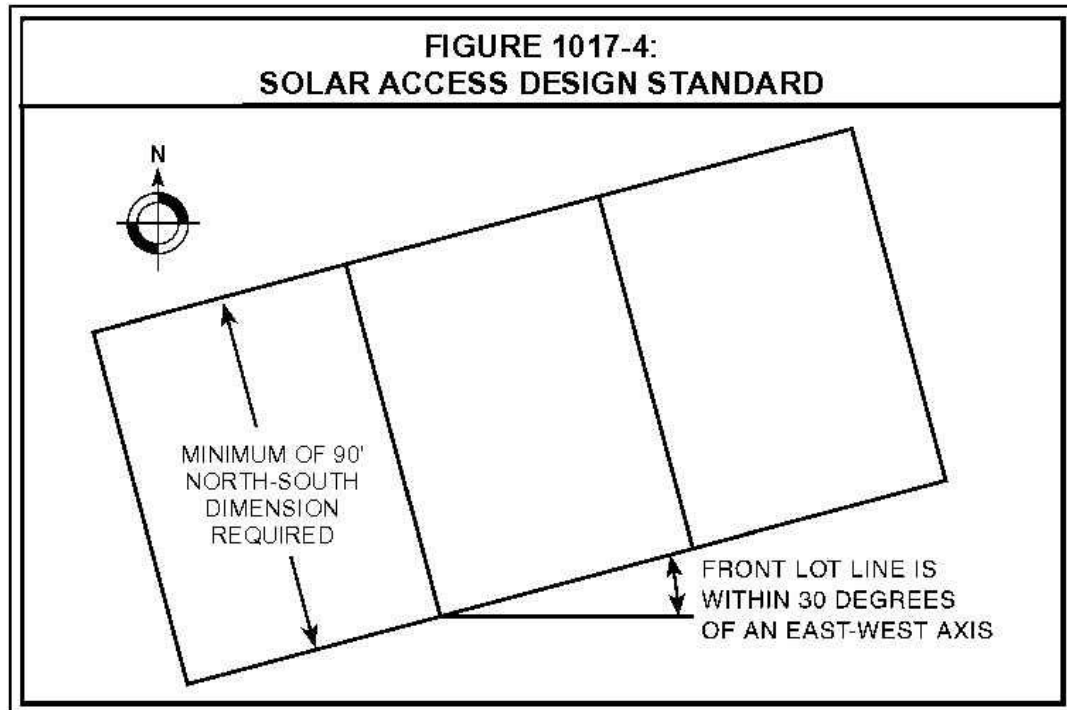 FIGURE 1017-4:
SOLAR ACCESS DESIGN STANDARD
N
MINIMUM OF 90'
NORTH-SOUTH
DIMENSION
REQUIRED
FRONT LOT LINE IS
WITHIN 30 DEGREES
OF AN EAST-WEST AXIS